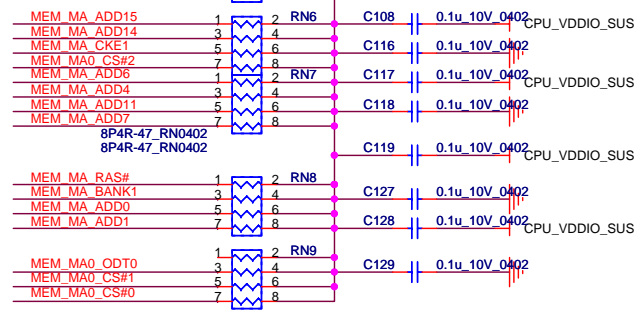 MEM_MA_ADD15 1 2 RN6 C108 0.1u_10V_0402 CPU_VDDIO_SUS
MEM_MA_ADD14 3 4
MEM_MA_CKE1 5 6 C116 0.1u_10V_0402
MEM_MA0_CS#2 7 8
MEM_MA_ADD6 1 2 RN7 C117 0.1u_10V_0402 CPU_VDDIO_SUS
MEM_MA_ADD4 3 4
MEM_MA_ADD11 5 6 C118 0.1u_10V_0402
MEM_MA_ADD7 7 8
8P4R-47_RN0402
8P4R-47_RN0402
C119 0.1u_10V_0402 CPU_VDDIO_SUS
MEM_MA_RAS# 1 2 RN8
MEM_MA_BANK1 3 4 C127 0.1u_10V_0402
MEM_MA_ADD0 5 6
MEM_MA_ADD1 7 8 C128 0.1u_10V_0402 CPU_VDDIO_SUS
1 2 RN9
MEM_MA0_ODT0 3 4 C129 0.1u_10V_0402
MEM_MA0_CS#1 5 6
MEM_MA0_CS#0 7 8